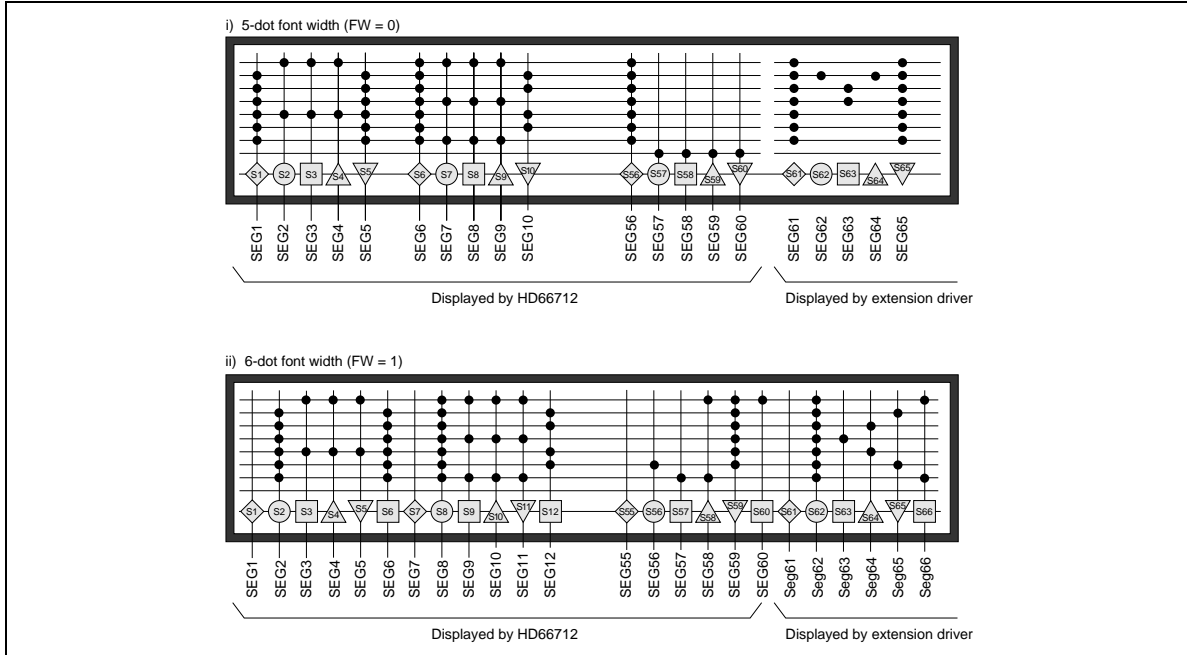 i) 5-dot font width (FW = 0)
S1 S2 S3 S4 S5 S6 S7 S8 S9 S10 S56 S57 S58 S59 S60 S61 S62 S63 S64 S65
SEG1 SEG2 SEG3 SEG4 SEG5 SEG6 SEG7 SEG8 SEG9 SEG10 SEG56 SEG57 SEG58 SEG59 SEG60 SEG61 SEG62 SEG63 SEG64 SEG65
Displayed by HD66712 Displayed by extension driver
ii) 6-dot font width (FW = 1)
S1 S2 S3 S4 S5 S6 S7 S8 S9 S10 S11 S12 S55 S56 S57 S58 S59 S60 S61 S62 S63 S64 S65 S66
SEG1 SEG2 SEG3 SEG4 SEG5 SEG6 SEG7 SEG8 SEG9 SEG10 SEG11 SEG12 SEG55 SEG56 SEG57 SEG58 SEG59 SEG60 Seg61 Seg62 Seg63 Seg64 Seg65 Seg66
Displayed by HD66712 Displayed by extension driver